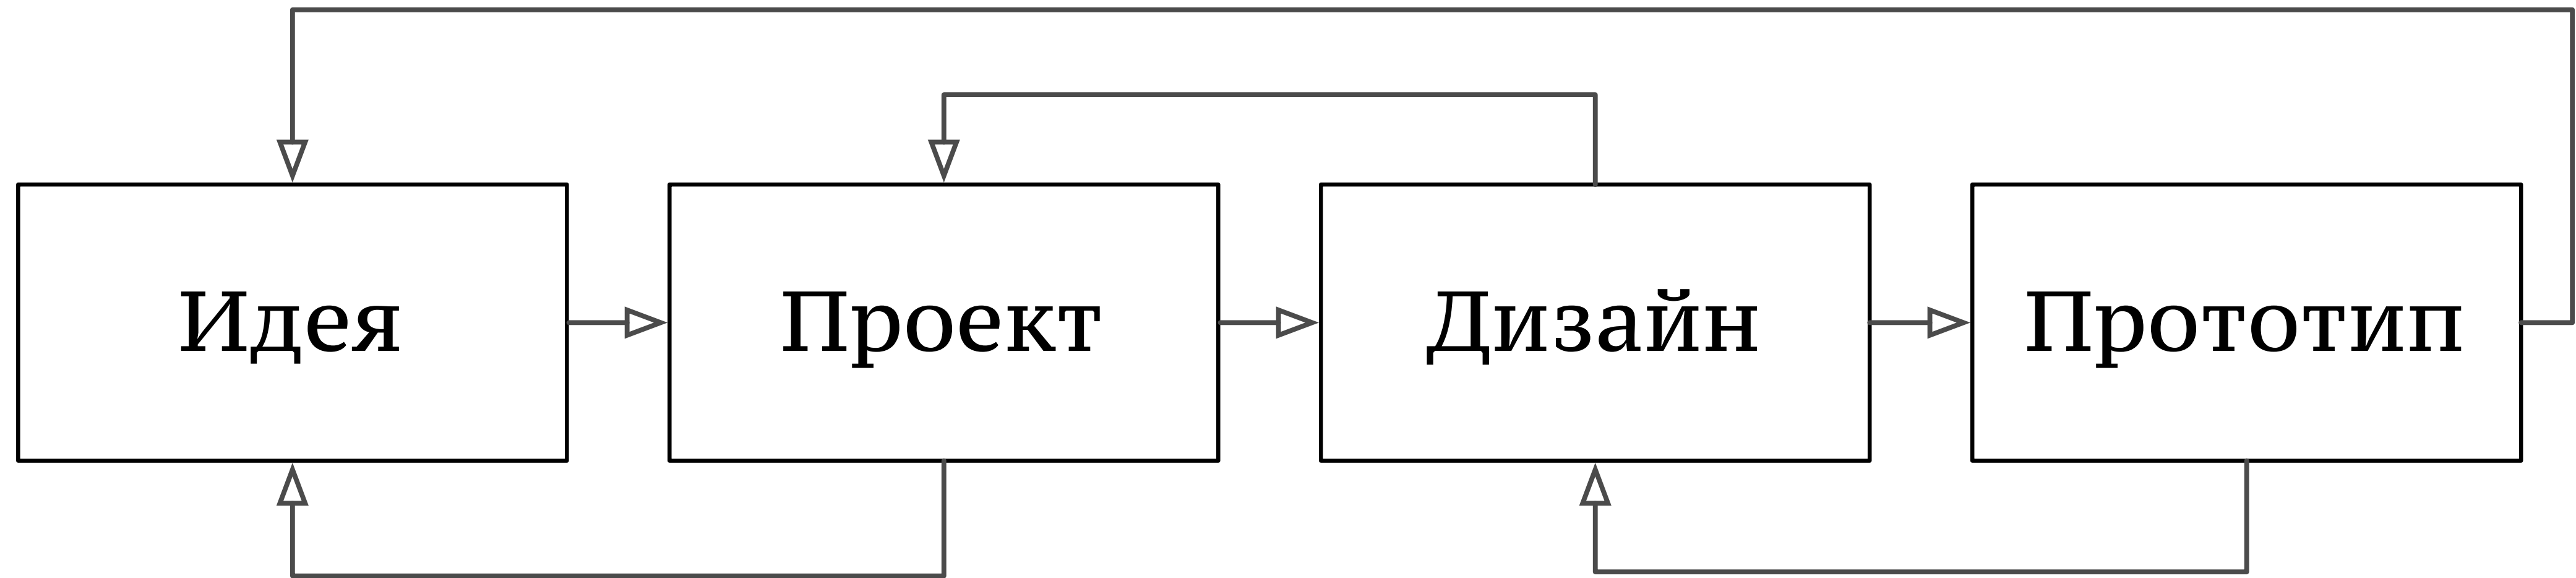 Идея
Проект
Дизайн
Прототип